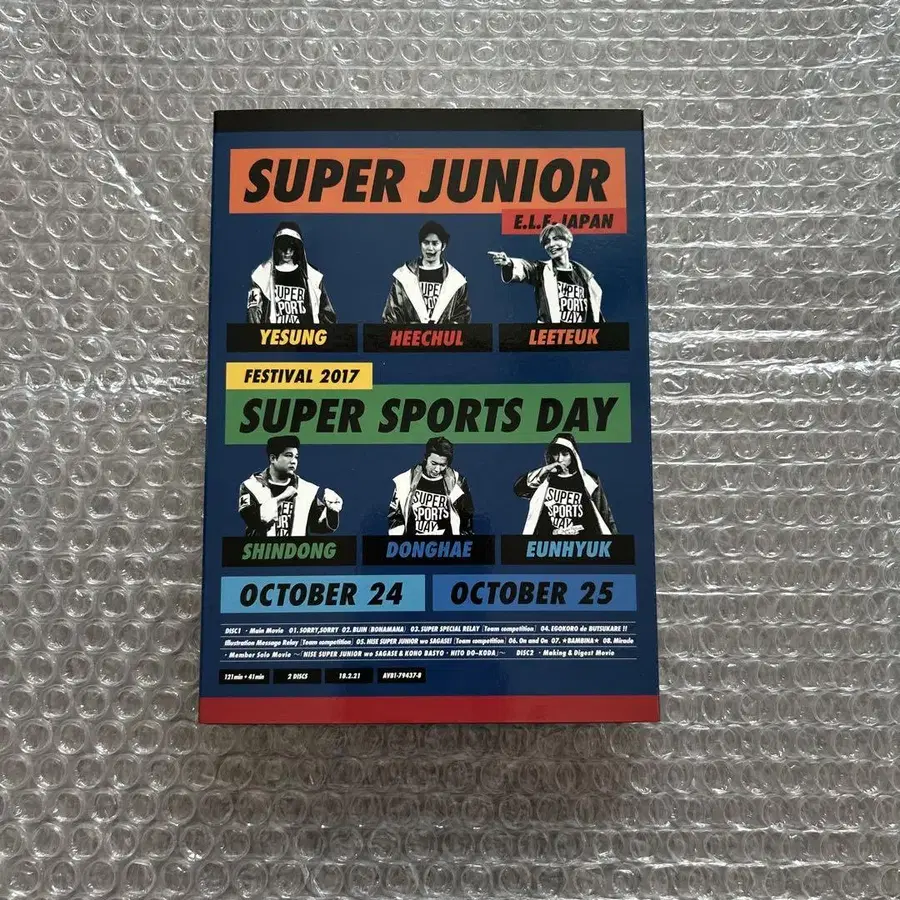 SUPER JUNIOR
E.L.F-JAPAN
YESUNG HEECHUL LEETEUK
FESTIVAL 2017
SUPER SPORTS DAY
SUPER SPORTS DAY
SHINDONG DONGHAE EUNHYUK
OCTOBER 24 OCTOBER 25
DISC1 ・Main Movie 01. SORRY,SORRY 02. BIJIN (BONAMANA) 03. SUPER SPECIAL RELAY [Team competition] 04. EGOKORO de BUTSUKARE !!
Illustration Message Relay [Team competition] 05. NISE SUPER JUNIOR wo SAGASE! [Team competition] 06. On and On 07. ★BAMBINA★ 08. Miracle
・Member Solo Movie 〜「NISE SUPER JUNIOR wo SAGASE & KONO BASYO・NITO DO-KODA」〜 DISC2 ・Making & Digest Movie
121min・41min 2 DISCS 18.2.21 AVB1-79437-8